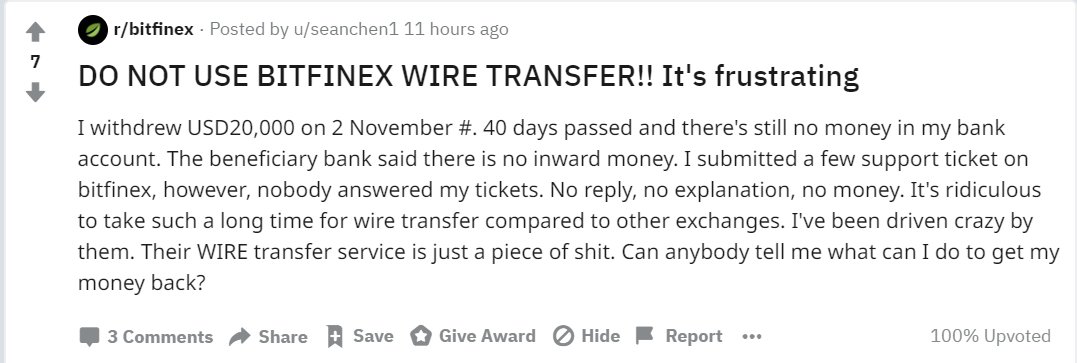 r/bitfinex · Posted by u/seanchen1 11 hours ago
7
DO NOT USE BITFINEX WIRE TRANSFER!! It's frustrating
I withdrew USD20,000 on 2 November #. 40 days passed and there's still no money in my bank
account. The beneficiary bank said there is no inward money. I submitted a few support ticket on
bitfinex, however, nobody answered my tickets. No reply, no explanation, no money. It's ridiculous
to take such a long time for wire transfer compared to other exchanges. I've been driven crazy by
them. Their WIRE transfer service is just a piece of shit. Can anybody tell me what can I do to get my
money back?
3 Comments Share Save Give Award Hide Report ••• 100% Upvoted